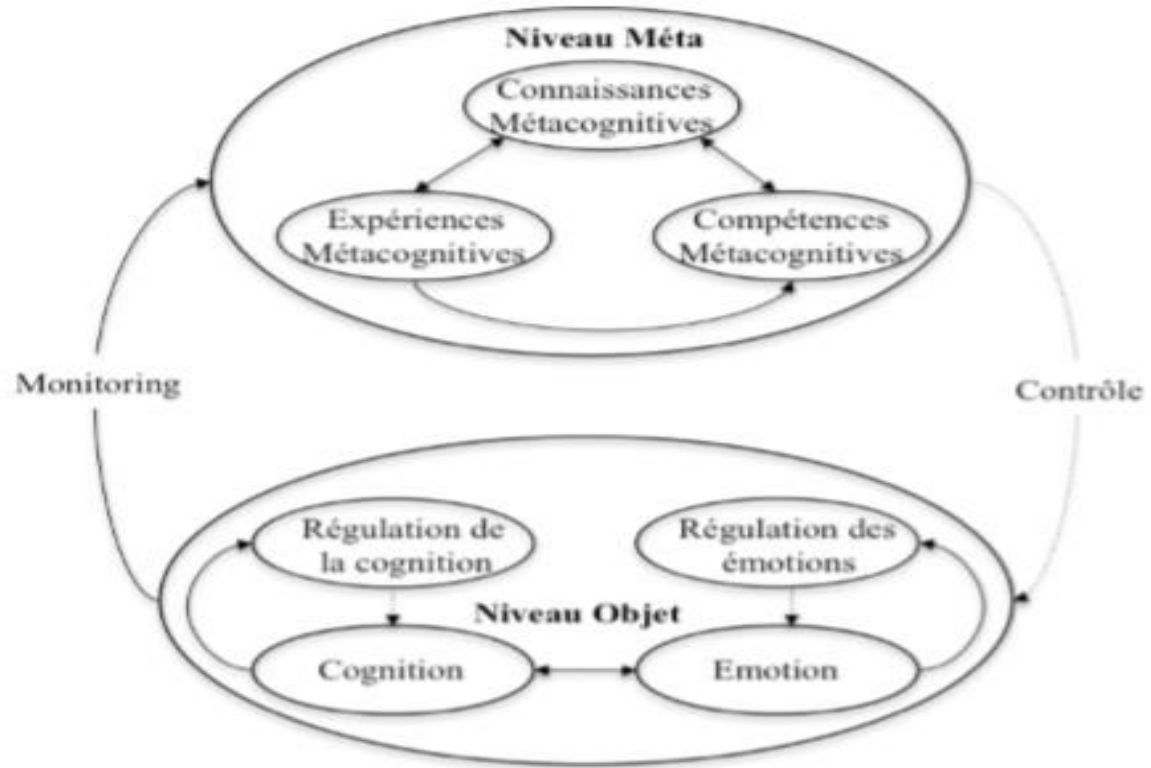 Niveau Méta
Connaissances
Métacognitives
Expériences
Métacognitives
Compétences
Métacognitives
Monitoring
Contrôle
Régulation de
la cognition
Régulation des
émotions
Niveau Objet
Cognition
Emotion